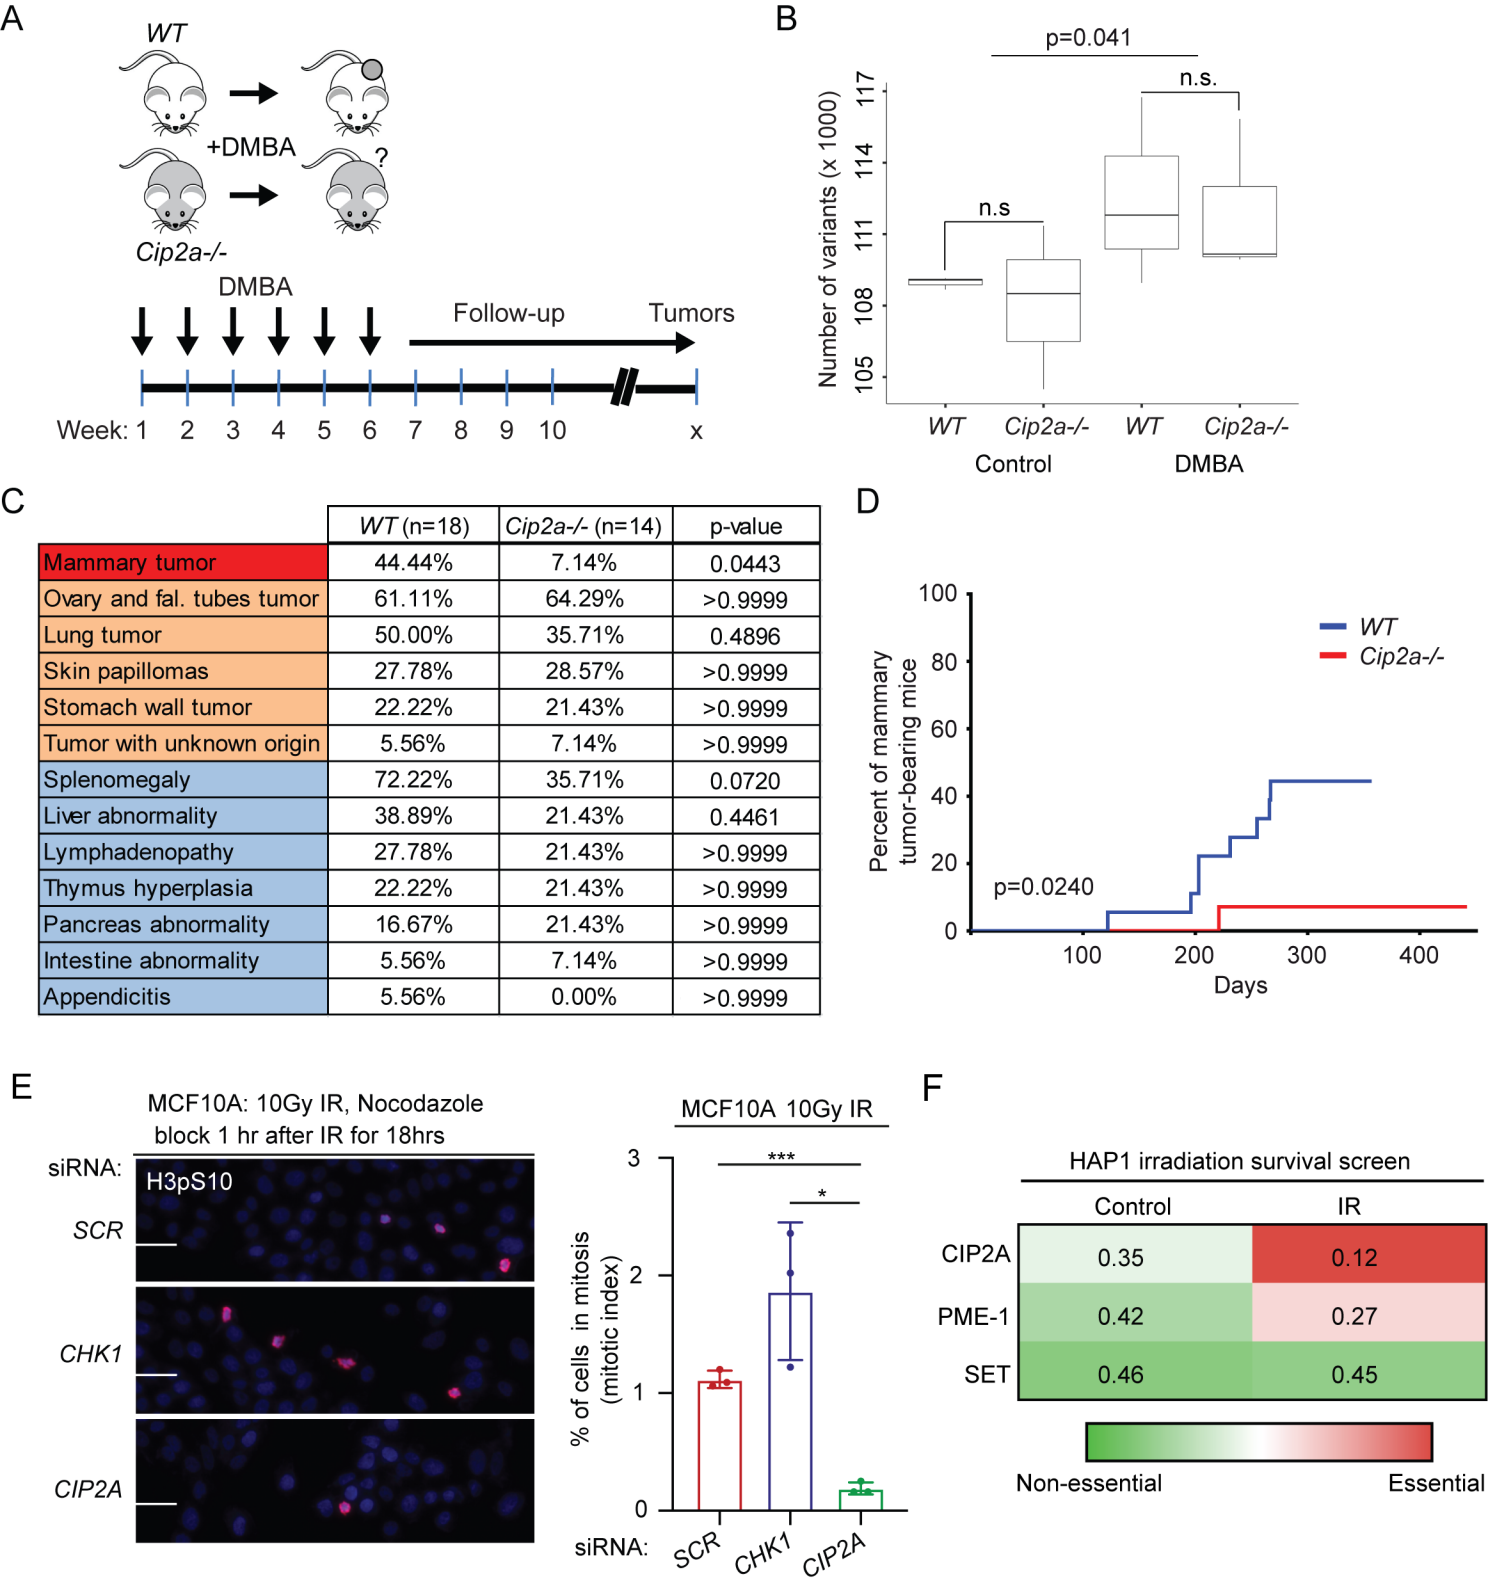 A
WT
+DMBA
?
Cip2a-/-
DMBA
Follow-up
Tumors
Week: 1 2 3 4 5 6 7 8 9 10 x
B
p=0.041
n.s.
n.s
Number of variants (x 1000)
117
114
111
108
105
WT Cip2a-/- WT Cip2a-/-
Control DMBA
C
WT (n=18) Cip2a-/- (n=14) p-value
Mammary tumor 44.44% 7.14% 0.0443
Ovary and fal. tubes tumor 61.11% 64.29% >0.9999
Lung tumor 50.00% 35.71% 0.4896
Skin papillomas 27.78% 28.57% >0.9999
Stomach wall tumor 22.22% 21.43% >0.9999
Tumor with unknown origin 5.56% 7.14% >0.9999
Splenomegaly 72.22% 35.71% 0.0720
Liver abnormality 38.89% 21.43% 0.4461
Lymphadenopathy 27.78% 21.43% >0.9999
Thymus hyperplasia 22.22% 21.43% >0.9999
Pancreas abnormality 16.67% 21.43% >0.9999
Intestine abnormality 5.56% 7.14% >0.9999
Appendicitis 5.56% 0.00% >0.9999
D
Percent of mammary
tumor-bearing mice
100
80
60
40
20
0
WT
Cip2a-/-
p=0.0240
100 200 300 400
Days
E
MCF10A: 10Gy IR, Nocodazole
block 1 hr after IR for 18hrs
siRNA:
H3pS10
SCR
CHK1
CIP2A
MCF10A 10Gy IR
% of cells in mitosis
(mitotic index)
3
2
1
0
***
*
siRNA: SCR CHK1 CIP2A
F
HAP1 irradiation survival screen
Control IR
CIP2A 0.35 0.12
PME-1 0.42 0.27
SET 0.46 0.45
Non-essential Essential